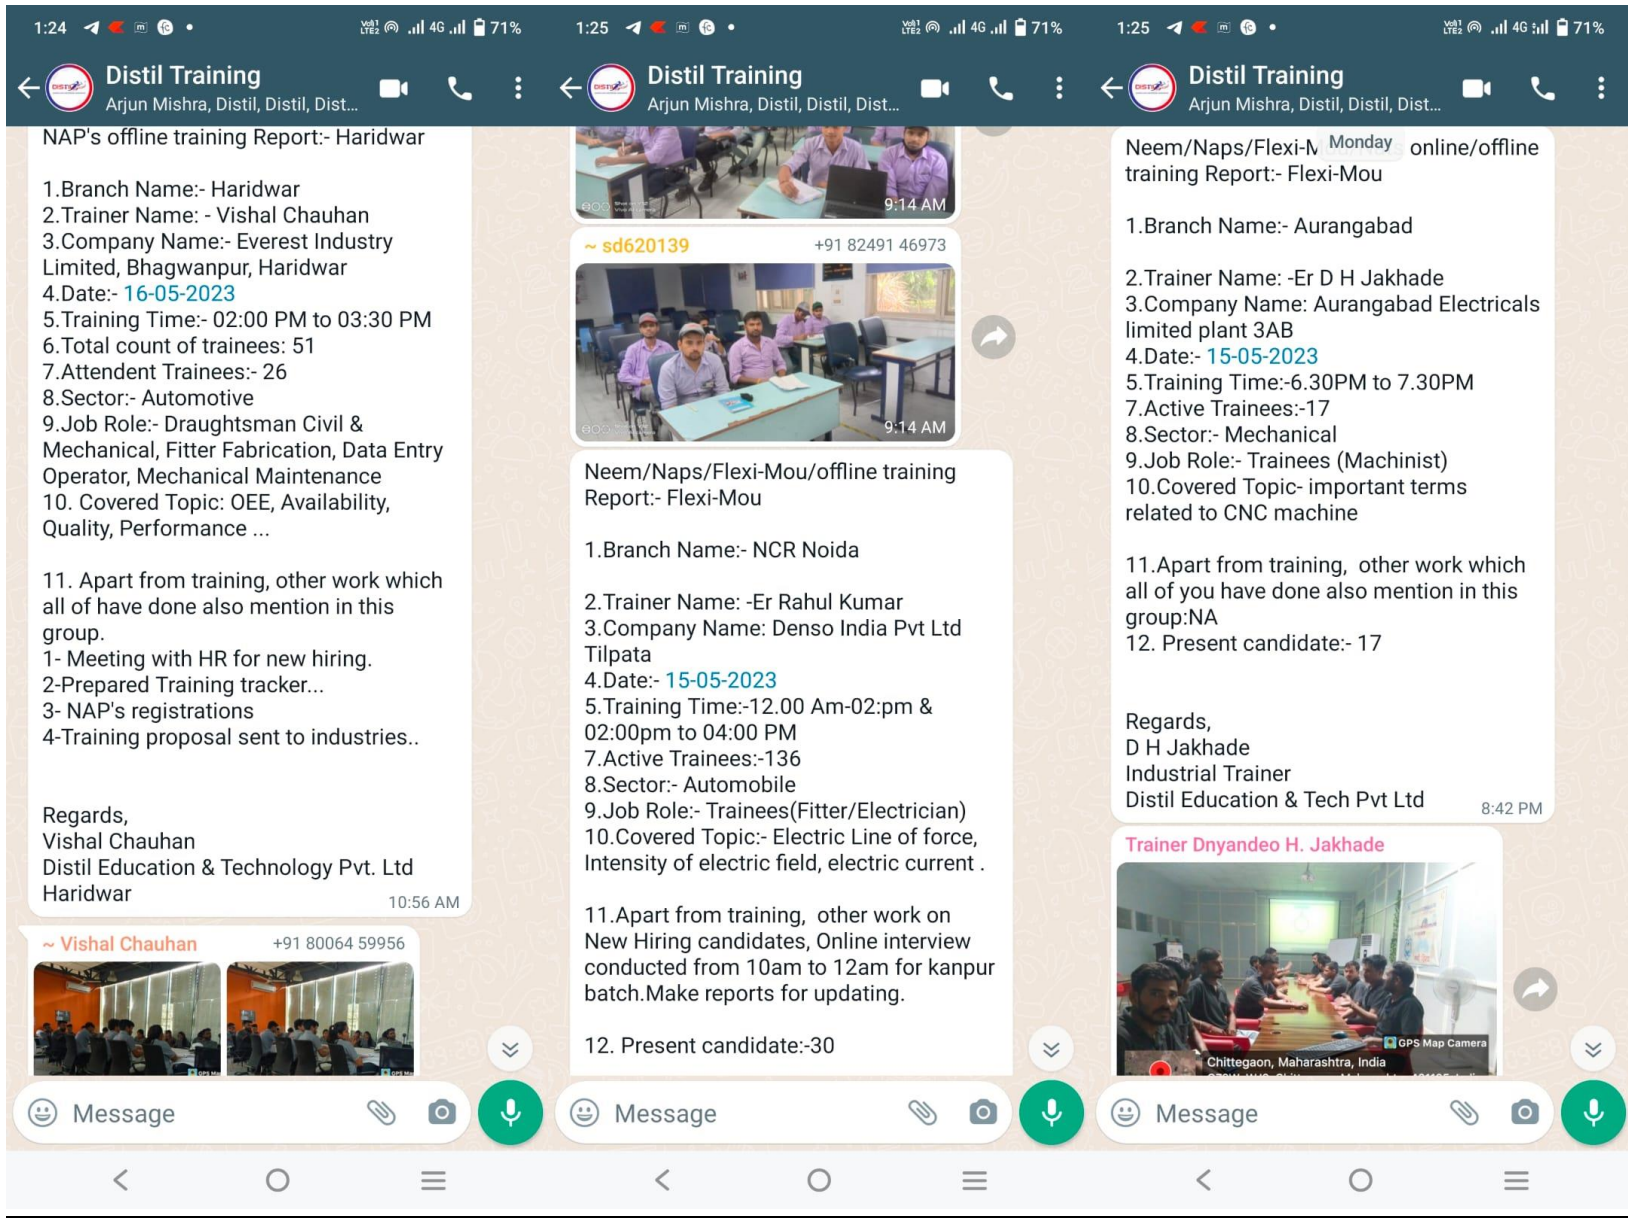 1:24
Vo)) 1
LTE2
4G
71%
Distil Training
Arjun Mishra, Distil, Distil, Dist...
NAP's offline training Report:- Haridwar
1.Branch Name:- Haridwar
2.Trainer Name: - Vishal Chauhan
3.Company Name:- Everest Industry
Limited, Bhagwanpur, Haridwar
4.Date:- 16-05-2023
5.Training Time:- 02:00 PM to 03:30 PM
6.Total count of trainees: 51
7.Attendent Trainees:- 26
8.Sector:- Automotive
9.Job Role:- Draughtsman Civil &
Mechanical, Fitter Fabrication, Data Entry
Operator, Mechanical Maintenance
10. Covered Topic: OEE, Availability,
Quality, Performance ...
11. Apart from training, other work which
all of have done also mention in this
group.
1- Meeting with HR for new hiring.
2-Prepared Training tracker...
3- NAP's registrations
4-Training proposal sent to industries..
Regards,
Vishal Chauhan
Distil Education & Technology Pvt. Ltd
Haridwar
10:56 AM
~ Vishal Chauhan +91 80064 59956
Message
1:25
Vo)) 1
LTE2
4G
71%
Distil Training
Arjun Mishra, Distil, Distil, Dist...
9:14 AM
~ sd620139 +91 82491 46973
9:14 AM
Neem/Naps/Flexi-Mou/offline training
Report:- Flexi-Mou
1.Branch Name:- NCR Noida
2.Trainer Name: -Er Rahul Kumar
3.Company Name: Denso India Pvt Ltd
Tilpata
4.Date:- 15-05-2023
5.Training Time:-12.00 Am-02:pm &
02:00pm to 04:00 PM
7.Active Trainees:-136
8.Sector:- Automobile
9.Job Role:- Trainees(Fitter/Electrician)
10.Covered Topic:- Electric Line of force,
Intensity of electric field, electric current .
11.Apart from training, other work on
New Hiring candidates, Online interview
conducted from 10am to 12am for kanpur
batch.Make reports for updating.
12. Present candidate:-30
Message
1:25
Vo)) 1
LTE2
4G
71%
Distil Training
Arjun Mishra, Distil, Distil, Dist...
Monday
Neem/Naps/Flexi-M online/offline
training Report:- Flexi-Mou
1.Branch Name:- Aurangabad
2.Trainer Name: -Er D H Jakhade
3.Company Name: Aurangabad Electricals
limited plant 3AB
4.Date:- 15-05-2023
5.Training Time:-6.30PM to 7.30PM
7.Active Trainees:-17
8.Sector:- Mechanical
9.Job Role:- Trainees (Machinist)
10.Covered Topic- important terms
related to CNC machine
11.Apart from training, other work which
all of you have done also mention in this
group:NA
12. Present candidate:- 17
Regards,
D H Jakhade
Industrial Trainer
Distil Education & Tech Pvt Ltd
8:42 PM
Trainer Dnyandeo H. Jakhade
GPS Map Camera
Chittegaon, Maharashtra, India
Message